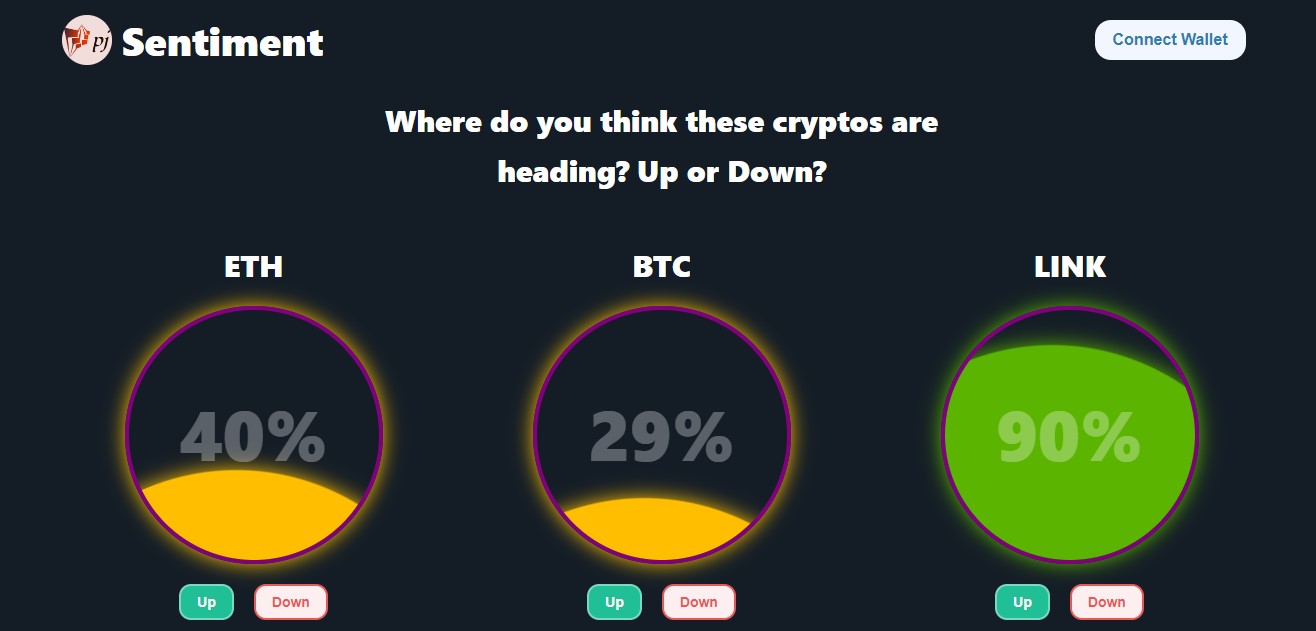 pj Sentiment
Connect Wallet
Where do you think these cryptos are
heading? Up or Down?
ETH
BTC
LINK
40%
29%
90%
Up
Down
Up
Down
Up
Down